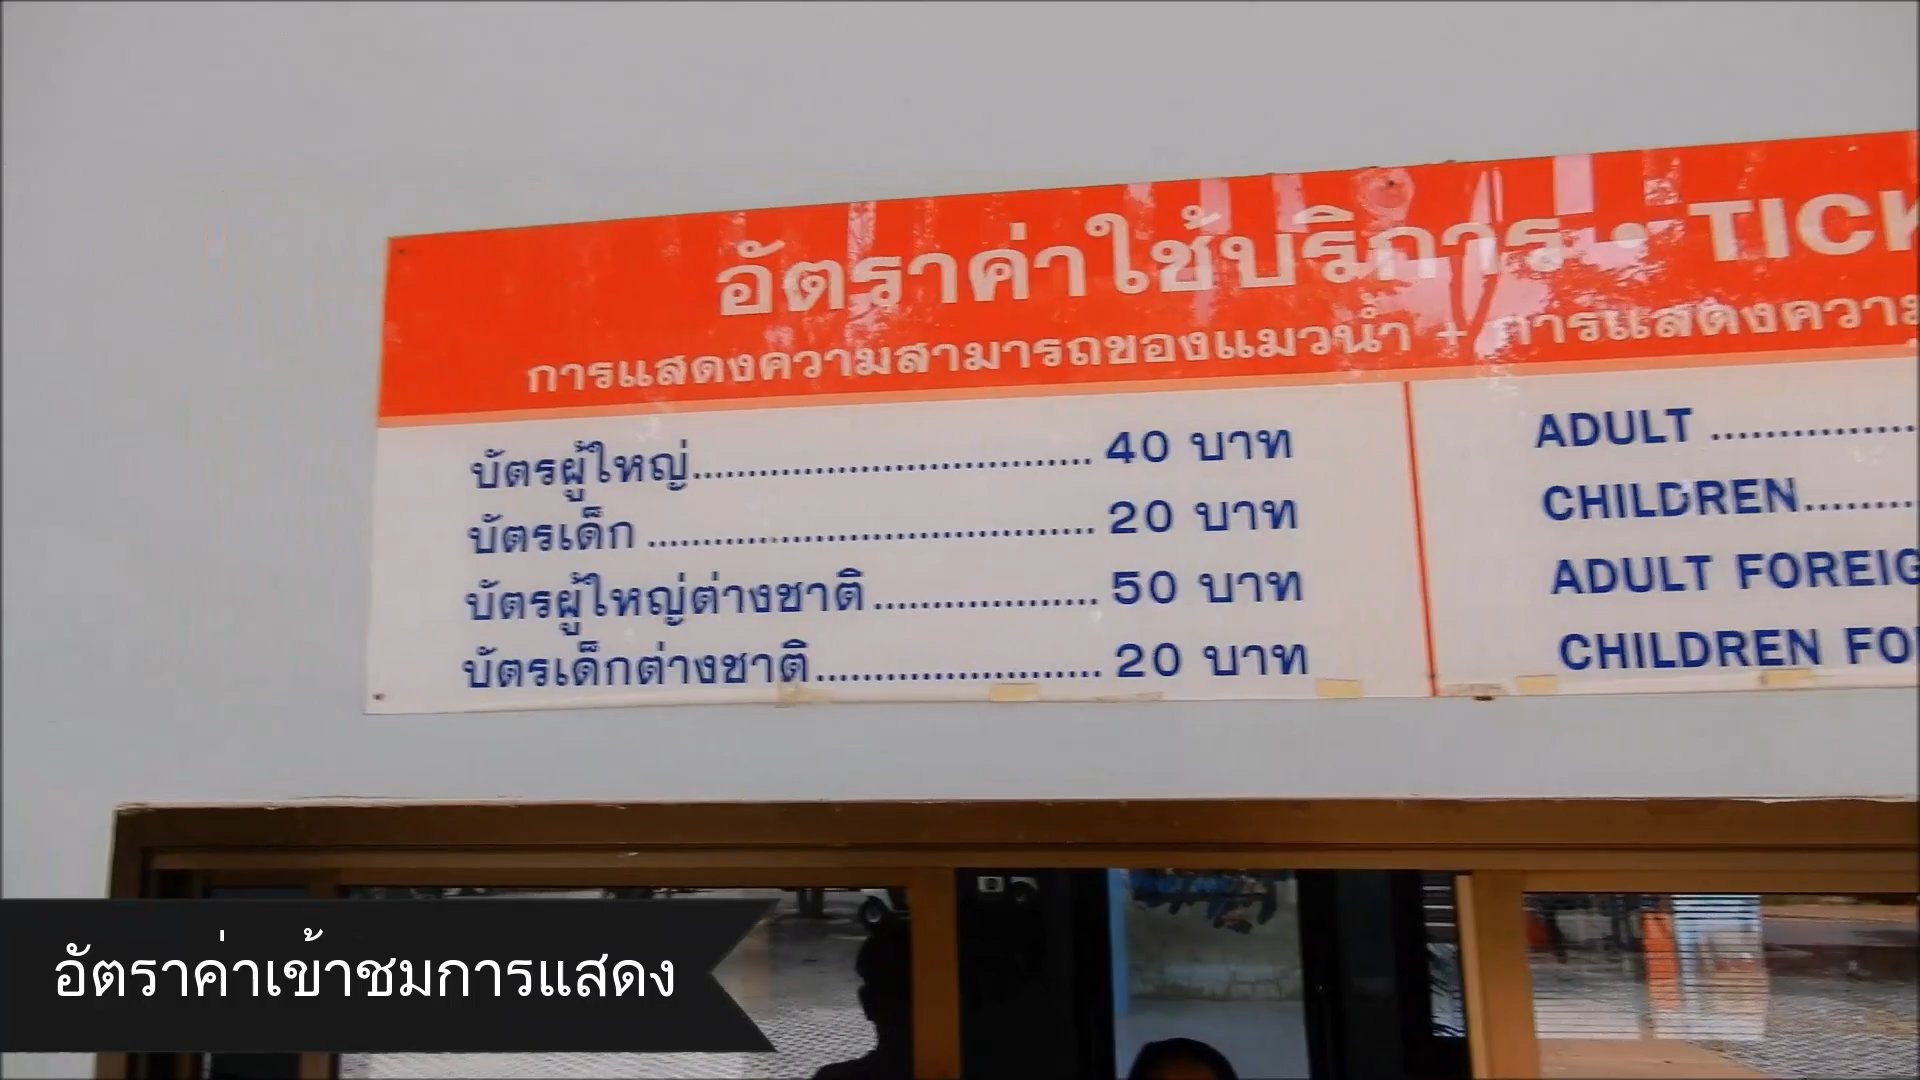 อัตราค่าใช้บริการ • TICK
การแสดงความสามารถของแมวน้ำ + การแสดงความ
บัตรผู้ใหญ่.................................. 40 บาท
บัตรเด็ก ...................................... 20 บาท
บัตรผู้ใหญ่ต่างชาติ................... 50 บาท
บัตรเด็กต่างชาติ........................ 20 บาท
ADULT ..................
CHILDREN..........
ADULT FOREIG
CHILDREN FO
อัตราค่าเข้าชมการแสดง